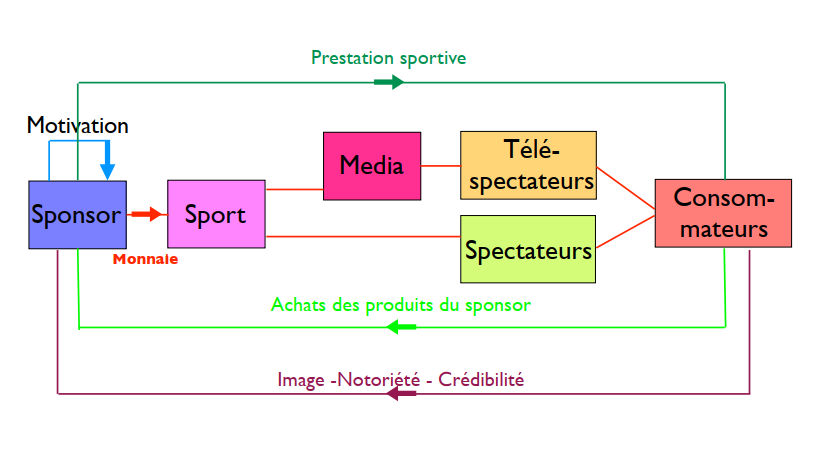 Prestation sportive
Motivation
Sponsor
Monnaie
Sport
Media
Télé-
spectateurs
Spectateurs
Consom-
mateurs
Achats des produits du sponsor
Image -Notoriété - Crédibilité